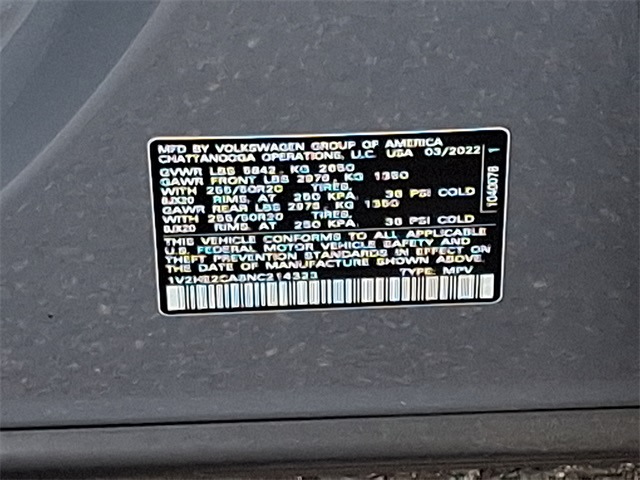 MFD BY VOLKSWAGEN GROUP OF AMERICA
CHATTANOOGA OPERATIONS, LLC. USA 03/2022
GVWR LBS 5842, KG 2650
GAWR FRONT LBS 2976, KG 1350
WITH 255/50R20 TIRES,
8JX20 RIMS, AT 250 KPA, 36 PSI COLD
GAWR REAR LBS 2976, KG 1350
WITH 255/50R20 TIRES,
8JX20 RIMS, AT 250 KPA, 36 PSI COLD
THIS VEHICLE CONFORMS TO ALL APPLICABLE
U.S. FEDERAL MOTOR VEHICLE SAFETY AND
THEFT PREVENTION STANDARDS IN EFFECT ON
THE DATE OF MANUFACTURE SHOWN ABOVE.
TYPE: MPV
1